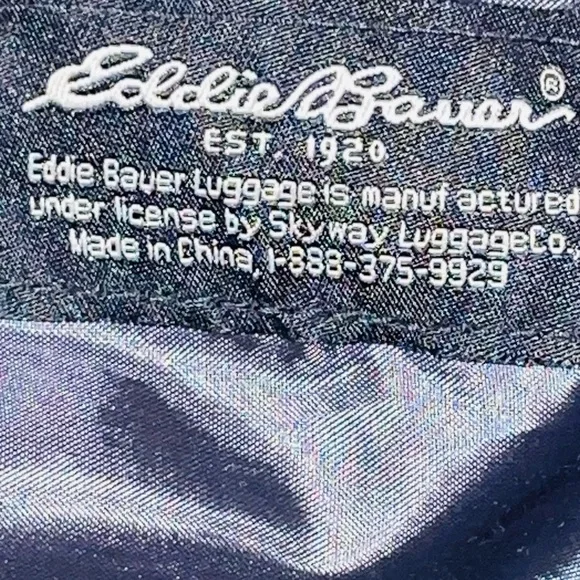 Eddie Bauer®
EST. 1920
Eddie Bauer Luggage is manufactured
under license by Skyway Luggage Co.,
Made in China, 1-888-375-9929